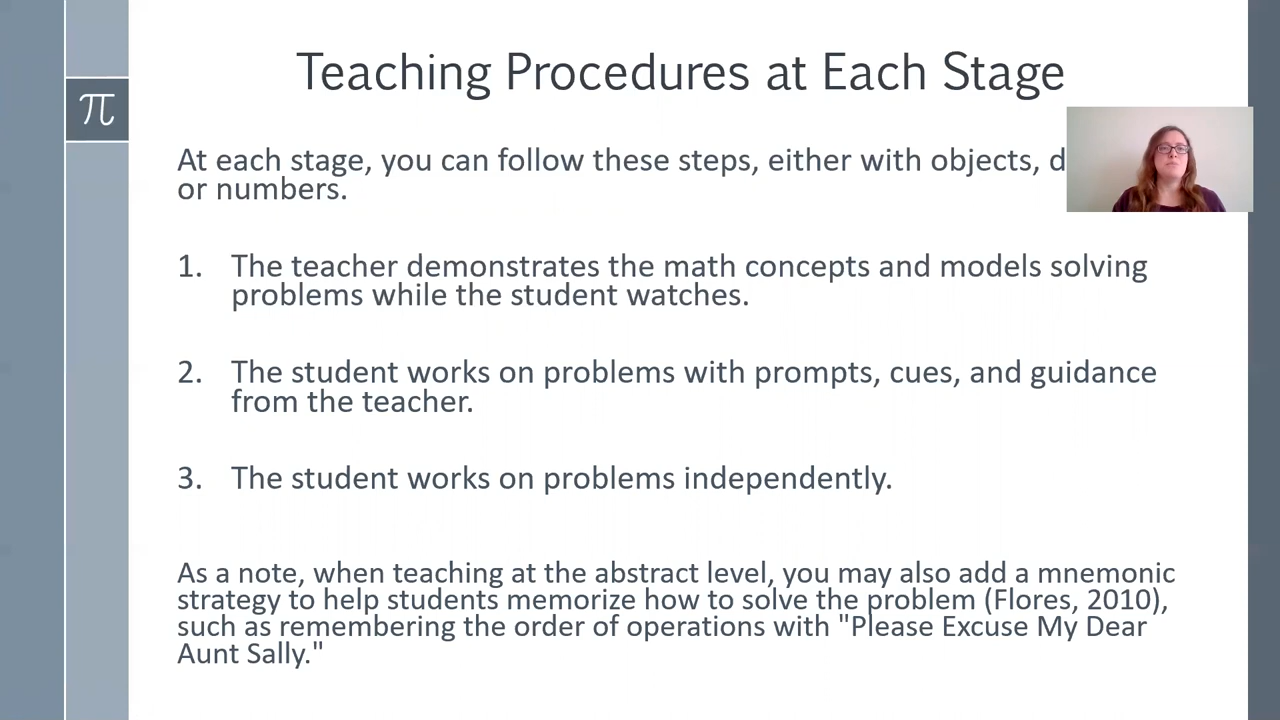 Teaching Procedures at Each Stage
π
At each stage, you can follow these steps, either with objects,
or numbers.
1. The teacher demonstrates the math concepts and models solving
problems while the student watches.
2. The student works on problems with prompts, cues, and guidance
from the teacher.
3. The student works on problems independently.
As a note, when teaching at the abstract level, you may also add a mnemonic
strategy to help students memorize how to solve the problem (Flores, 2010),
such as remembering the order of operations with "Please Excuse My Dear
Aunt Sally."